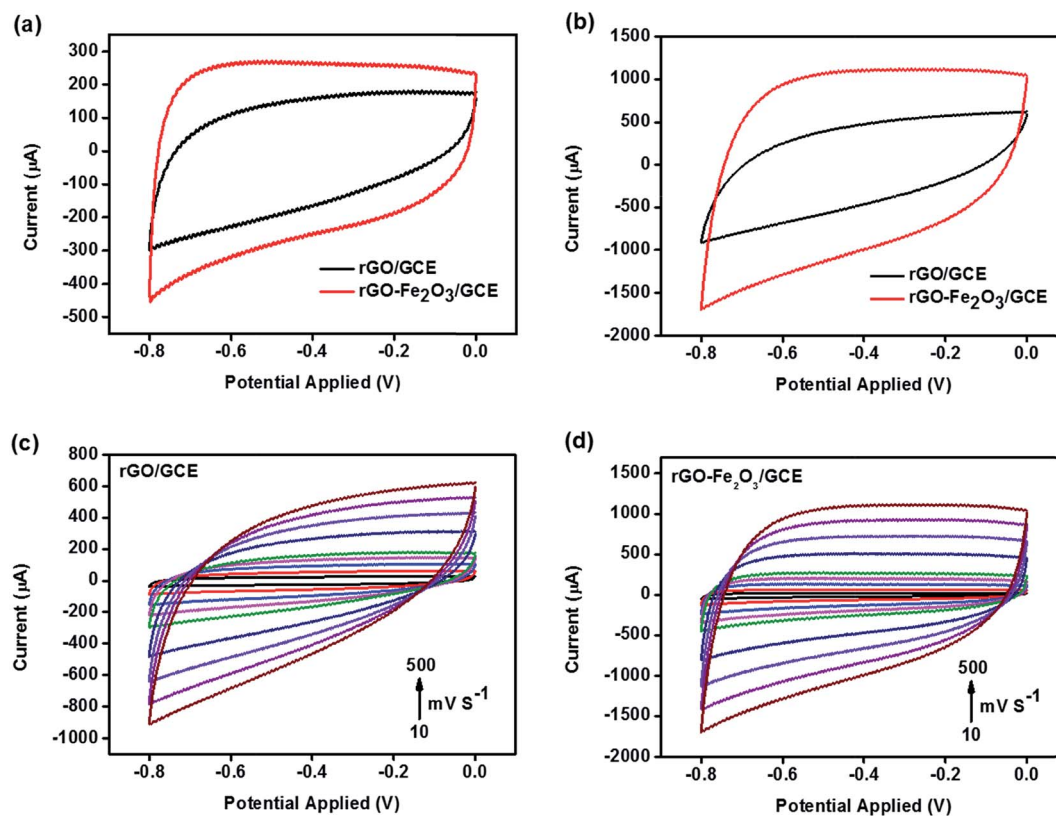 (a)
300
200
100
0
-100
-200
-300
-400
-500
Current (µA)
rGO/GCE
rGO-Fe₂O₃/GCE
-0.8 -0.6 -0.4 -0.2 0.0
Potential Applied (V)
(b)
1500
1000
500
0
-500
-1000
-1500
-2000
Current (µA)
rGO/GCE
rGO-Fe₂O₃/GCE
-0.8 -0.6 -0.4 -0.2 0.0
Potential Applied (V)
(c)
800
600
400
200
0
-200
-400
-600
-800
-1000
Current (µA)
rGO/GCE
500
mV S⁻¹
10
-0.8 -0.6 -0.4 -0.2 0.0
Potential Applied (V)
(d)
1500
1000
500
0
-500
-1000
-1500
-2000
Current (µA)
rGO-Fe₂O₃/GCE
500
mV S⁻¹
10
-0.8 -0.6 -0.4 -0.2 0.0
Potential Applied (V)